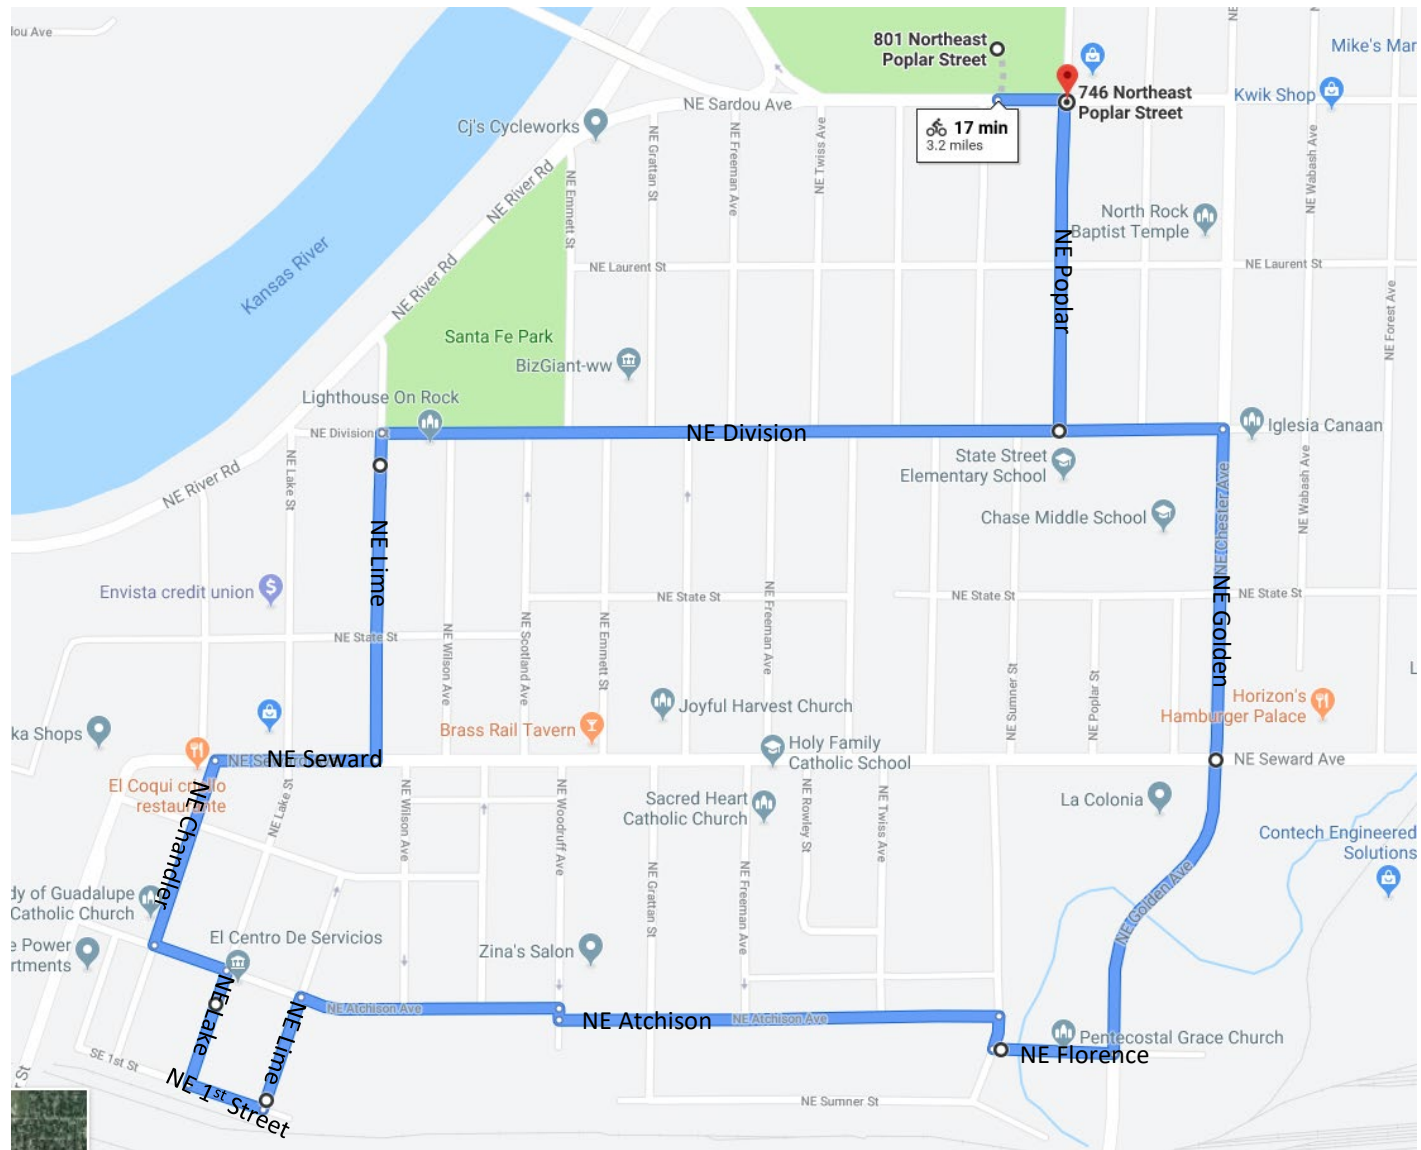 lou Ave
801 Northeast
Poplar Street
Mike's Mar
746 Northeast
Poplar Street
Kwik Shop
NE Sardou Ave
17 min
3.2 miles
Cj's Cycleworks
NE River Rd
NE Emmett St
NE Grattan St
NE Freeman Ave
NE Twiss Ave
NE Wabash Ave
North Rock
Baptist Temple
NE Poplar
Kansas River
NE River Rd
NE Laurent St
NE Laurent St
NE Forest Ave
Santa Fe Park
BizGiant-ww
Lighthouse On Rock
NE Division
NE Division
Iglesia Canaan
State Street
Elementary School
NE River Rd
NE Lake St
NE Lime
Chase Middle School
NE Chester Ave
NE Wabash Ave
Envista credit union
NE State St
NE State St
NE State St
NE State St
NE Wilson Ave
NE Scotland Ave
NE Emmett St
NE Freeman Ave
NE Golden
NE Sumner St
NE Poplar St
Joyful Harvest Church
Horizon's
Hamburger Palace
ka Shops
Brass Rail Tavern
Holy Family
Catholic School
NE Seward
NE Seward Ave
El Coqui
restaurante
NE Chandler
NE Lake St
NE Wilson Ave
NE Woodruff Ave
Sacred Heart
Catholic Church
NE Rowley St
NE Twiss Ave
La Colonia
Contech Engineered
Solutions
dy of Guadalupe
Catholic Church
NE Grattan St
NE Freeman Ave
NE Golden Ave
e Power
rtments
El Centro De Servicios
Zina's Salon
NE Lake
NE Lime
NE Atchison Ave
NE Atchison
NE Atchison Ave
Pentecostal Grace Church
NE Florence
SE 1st St
NE 1st Street
NE Sumner St
r St